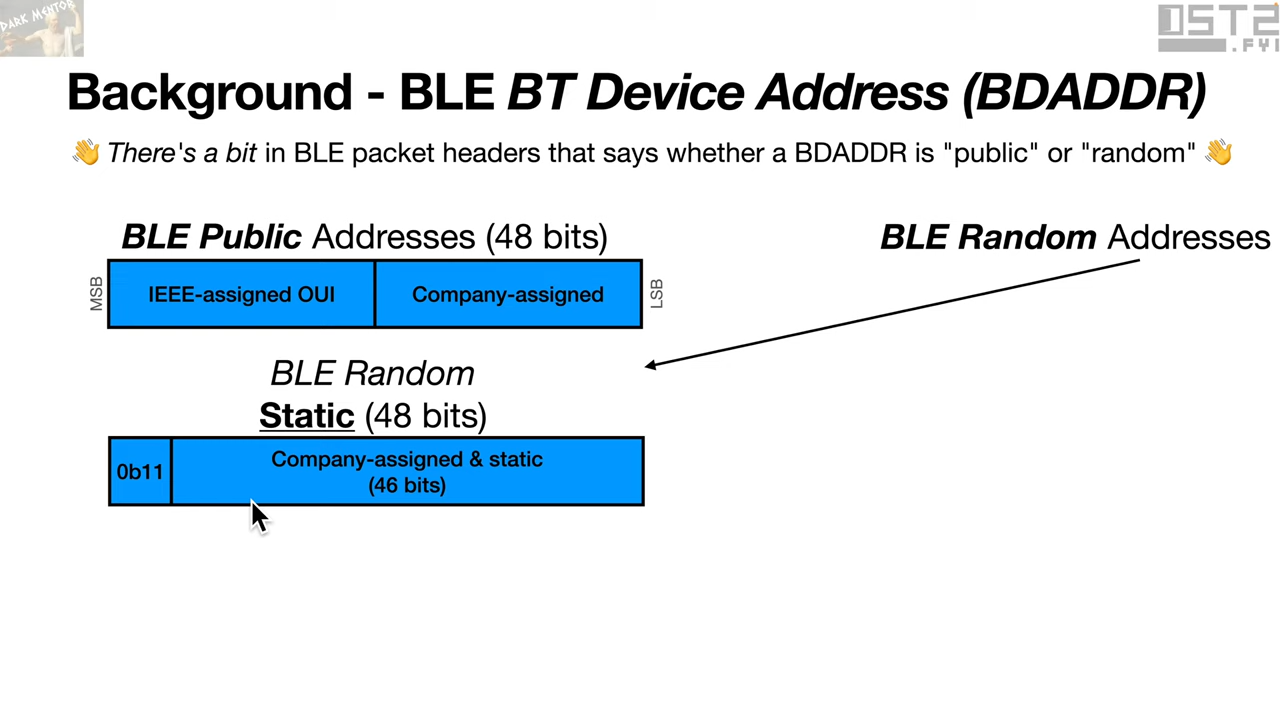 DARK MENTOR
OST2
.FYI
Background - BLE BT Device Address (BDADDR)
👋 There's a bit in BLE packet headers that says whether a BDADDR is "public" or "random" 👋
BLE Public Addresses (48 bits)
BLE Random Addresses
MSB
IEEE-assigned OUI
Company-assigned
LSB
BLE Random
Static (48 bits)
0b11
Company-assigned & static
(46 bits)